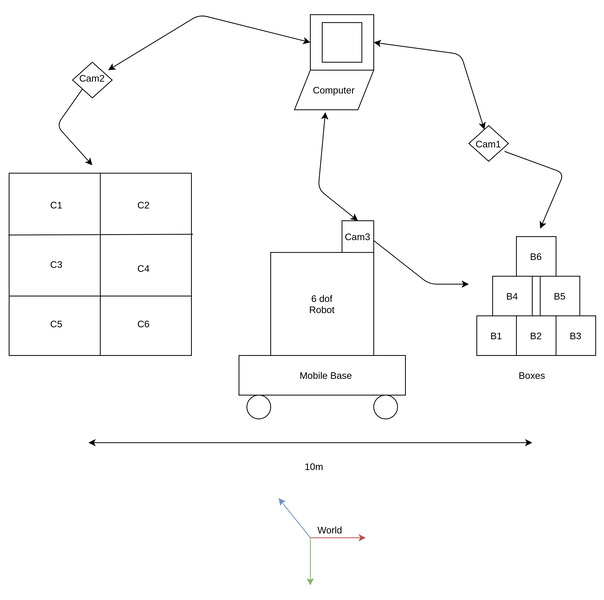 Cam2
Computer
Cam1
C1
C2
Cam3
B6
C3
C4
6 dof
Robot
B4
B5
C5
C6
B1
B2
B3
Mobile Base
Boxes
10m
World